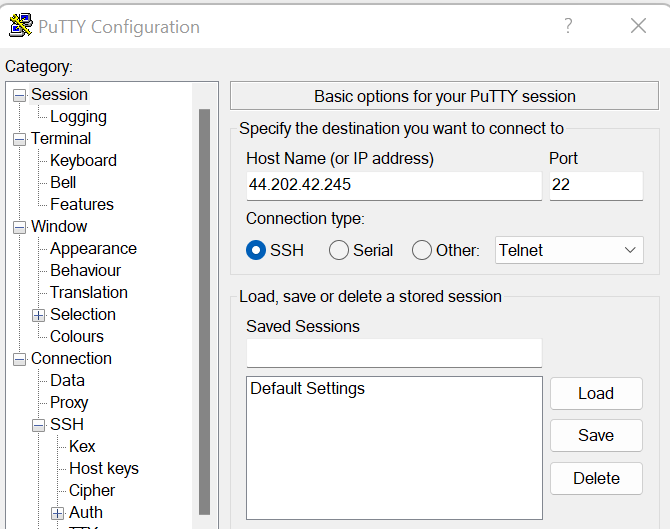 PuTTY Configuration
?
Category:
Session
Logging
Terminal
Keyboard
Bell
Features
Window
Appearance
Behaviour
Translation
Selection
Colours
Connection
Data
Proxy
SSH
Kex
Host keys
Cipher
Auth
Basic options for your PuTTY session
Specify the destination you want to connect to
Host Name (or IP address) Port
44.202.42.245 22
Connection type:
SSH Serial Other: Telnet
Load, save or delete a stored session
Saved Sessions
Default Settings
Load
Save
Delete